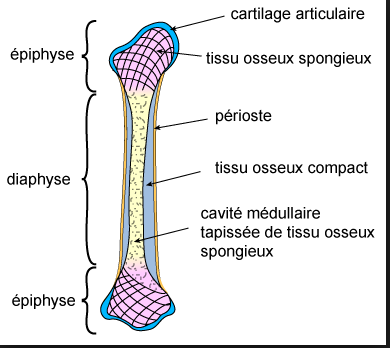 cartilage articulaire
épiphyse
tissu osseux spongieux
périoste
diaphyse
tissu osseux compact
cavité médullaire
tapissée de tissu osseux
spongieux
épiphyse